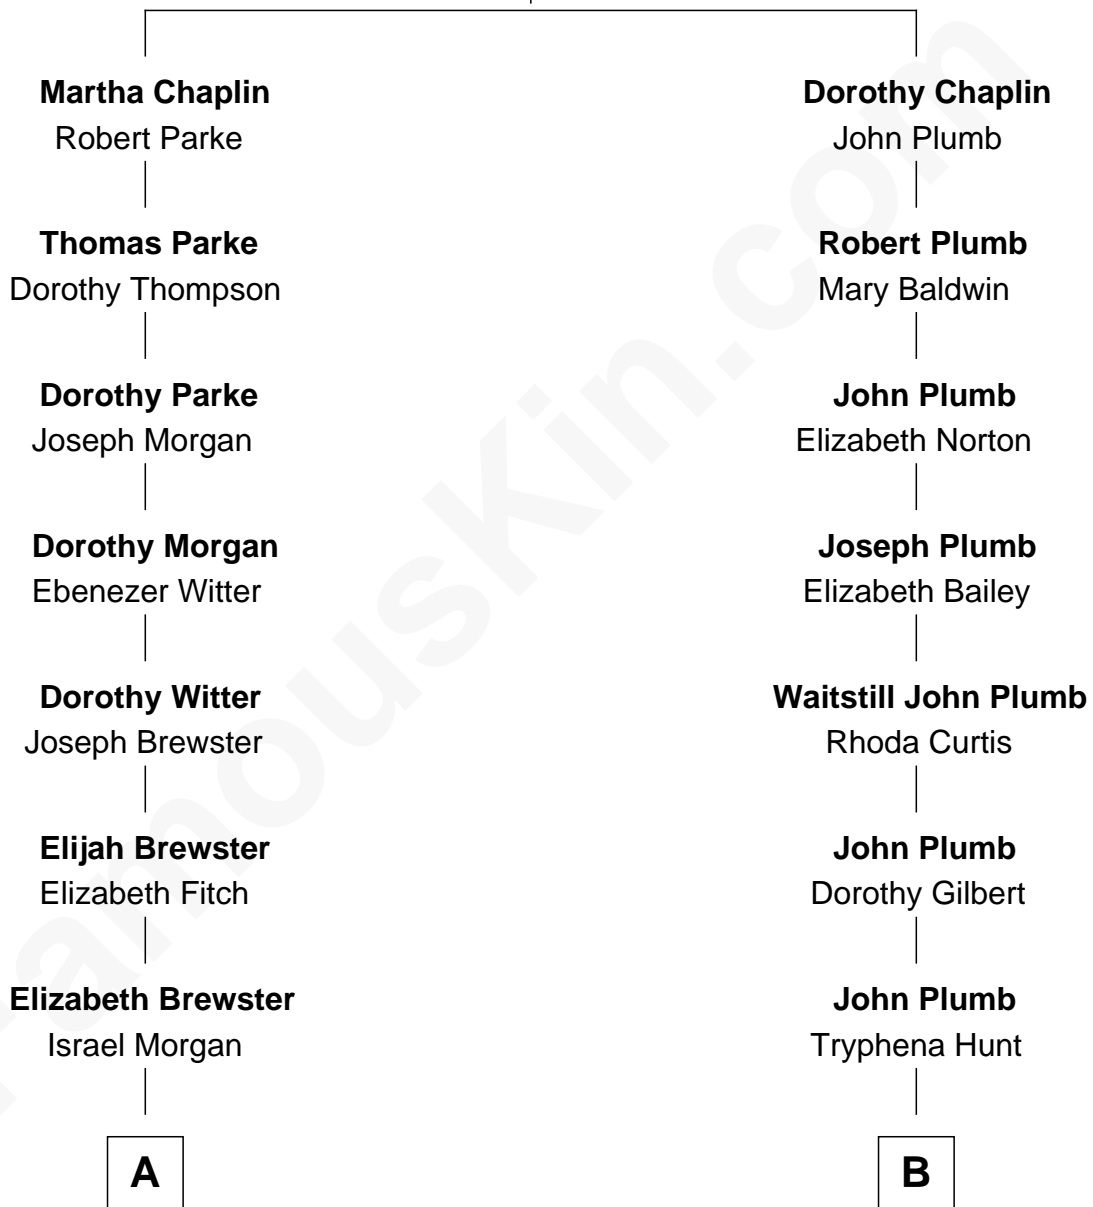 Martha Chaplin
Robert Parke
Thomas Parke
Dorothy Thompson
Dorothy Parke
Joseph Morgan
Dorothy Morgan
Ebenezer Witter
Dorothy Witter
Joseph Brewster
Elijah Brewster
Elizabeth Fitch
Elizabeth Brewster
Israel Morgan
A
Dorothy Chaplin
John Plumb
Robert Plumb
Mary Baldwin
John Plumb
Elizabeth Norton
Joseph Plumb
Elizabeth Bailey
Waitstill John Plumb
Rhoda Curtis
John Plumb
Dorothy Gilbert
John Plumb
Tryphena Hunt
B
FamousKin.com